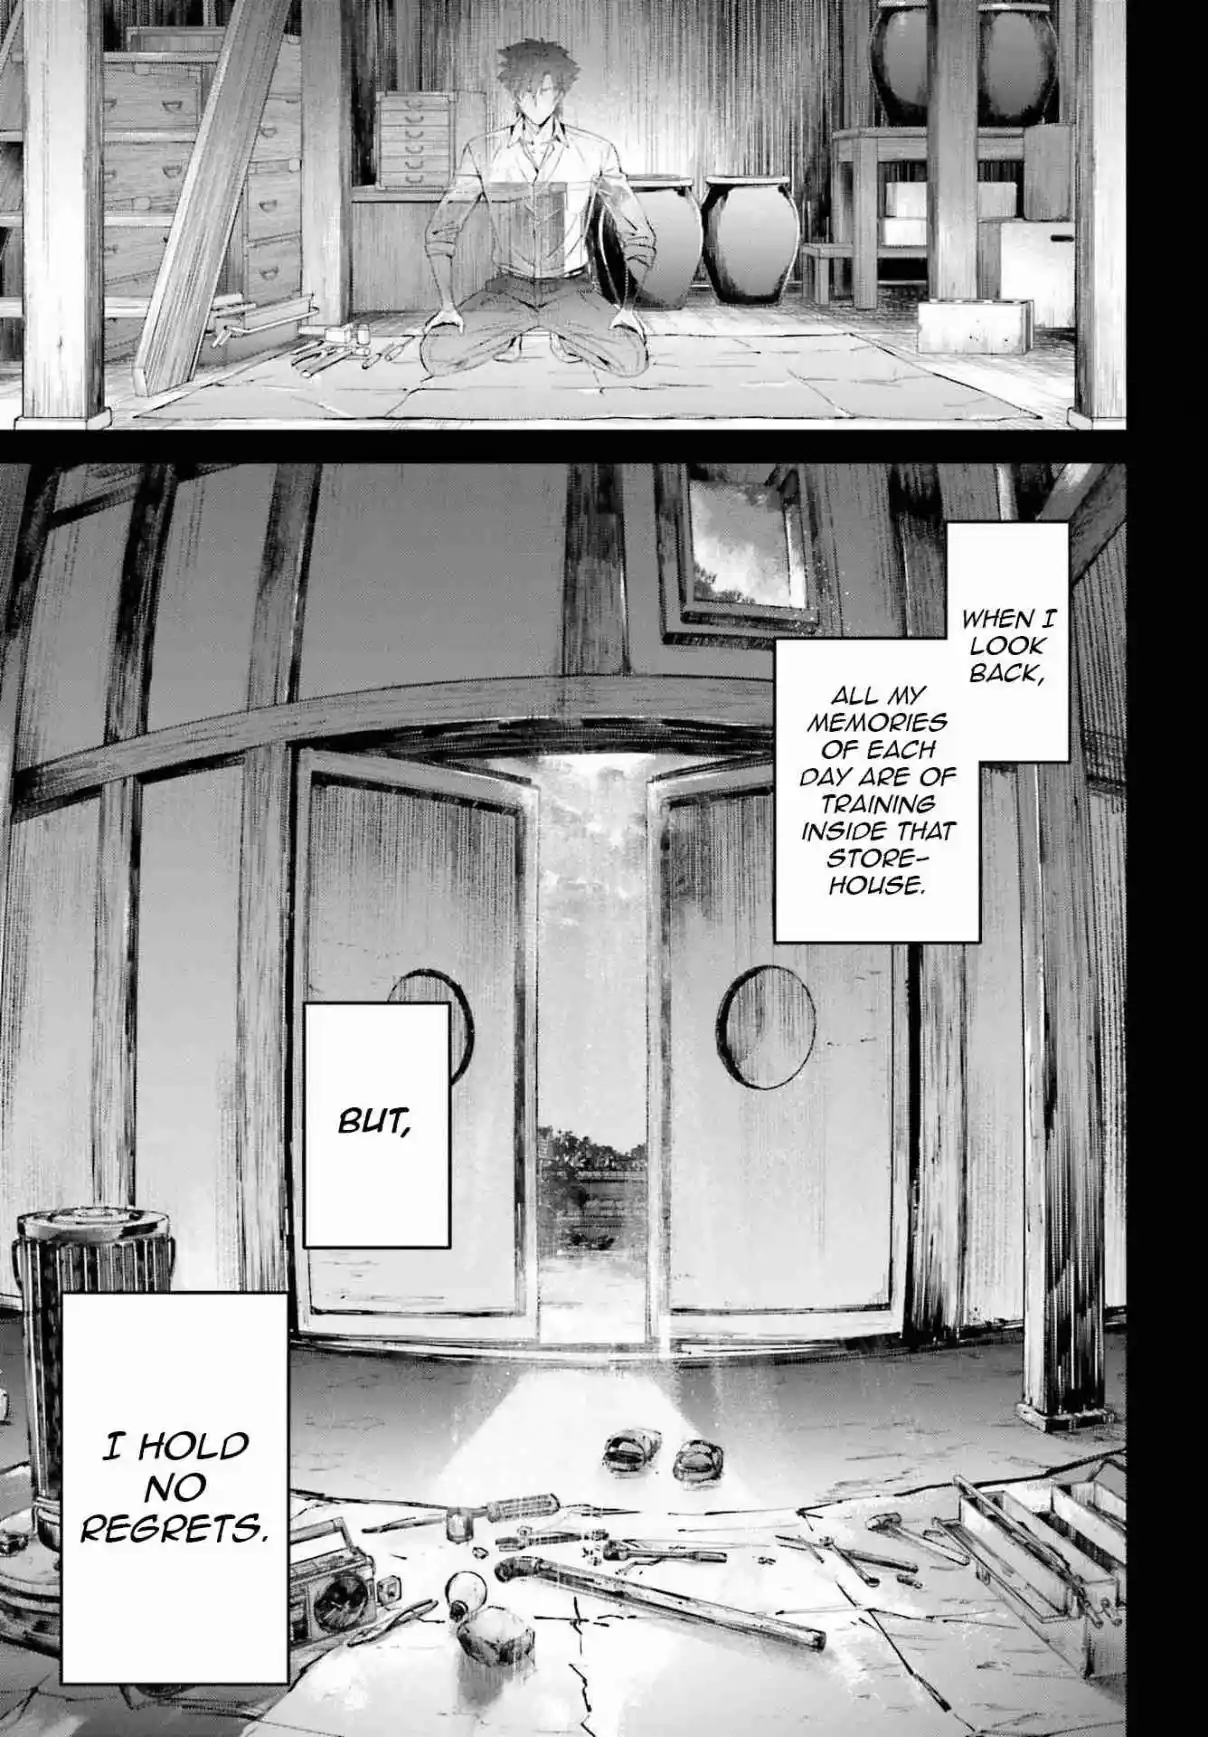 WHEN I
LOOK
BACK,
ALL MY
MEMORIES
OF EACH
DAY ARE OF
TRAINING
INSIDE THAT
STORE-
HOUSE.
BUT,
I HOLD
NO
REGRETS.